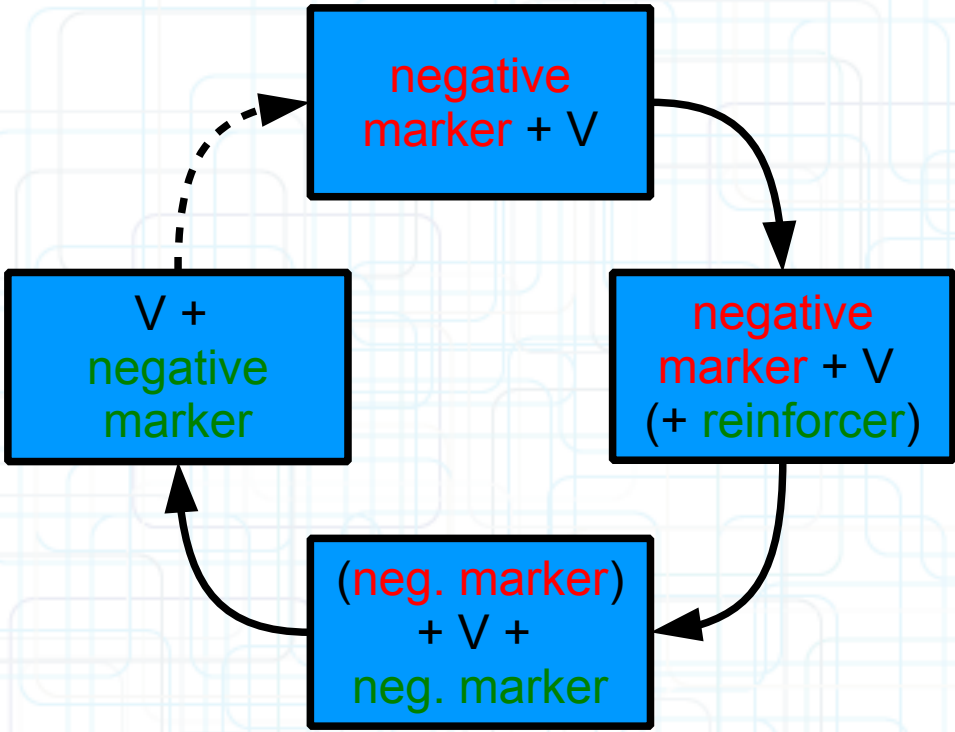 negative
marker + V
V +
negative
marker
negative
marker + V
(+ reinforcer)
(neg. marker)
+ V +
neg. marker